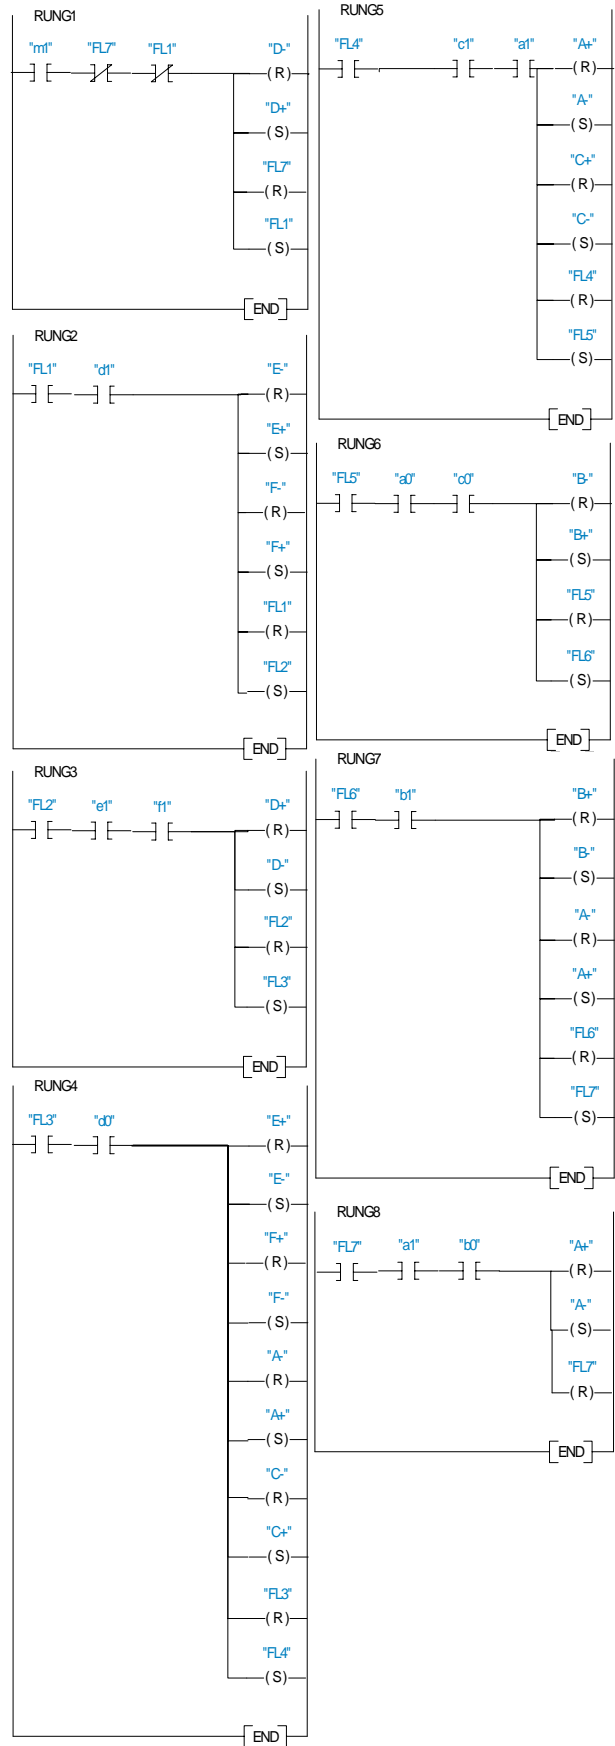 RUNG1
"m1" "FL7" "FL1" "D-"
(R)
"D+"
(S)
"FL7"
(R)
"FL1"
(S)
END
RUNG2
"FL1" "d1" "E-"
(R)
"E+"
(S)
"F-"
(R)
"F+"
(S)
"FL1"
(R)
"FL2"
(S)
END
RUNG3
"FL2" "e1" "f1" "D+"
(R)
"D-"
(S)
"FL2"
(R)
"FL3"
(S)
END
RUNG4
"FL3" "d0" "E+"
(R)
"E-"
(S)
"F+"
(R)
"F-"
(S)
"A-"
(R)
"A+"
(S)
"C-"
(R)
"C+"
(S)
"FL3"
(R)
"FL4"
(S)
END
RUNG5
"FL4" "c1" "a1" "A+"
(R)
"A-"
(S)
"C+"
(R)
"C-"
(S)
"FL4"
(R)
"FL5"
(S)
END
RUNG6
"FL5" "a0" "c0" "B-"
(R)
"B+"
(S)
"FL5"
(R)
"FL6"
(S)
END
RUNG7
"FL6" "b1" "B+"
(R)
"B-"
(S)
"A-"
(R)
"A+"
(S)
"FL6"
(R)
"FL7"
(S)
END
RUNG8
"FL7" "a1" "b0" "A+"
(R)
"A-"
(S)
"FL7"
(R)
END